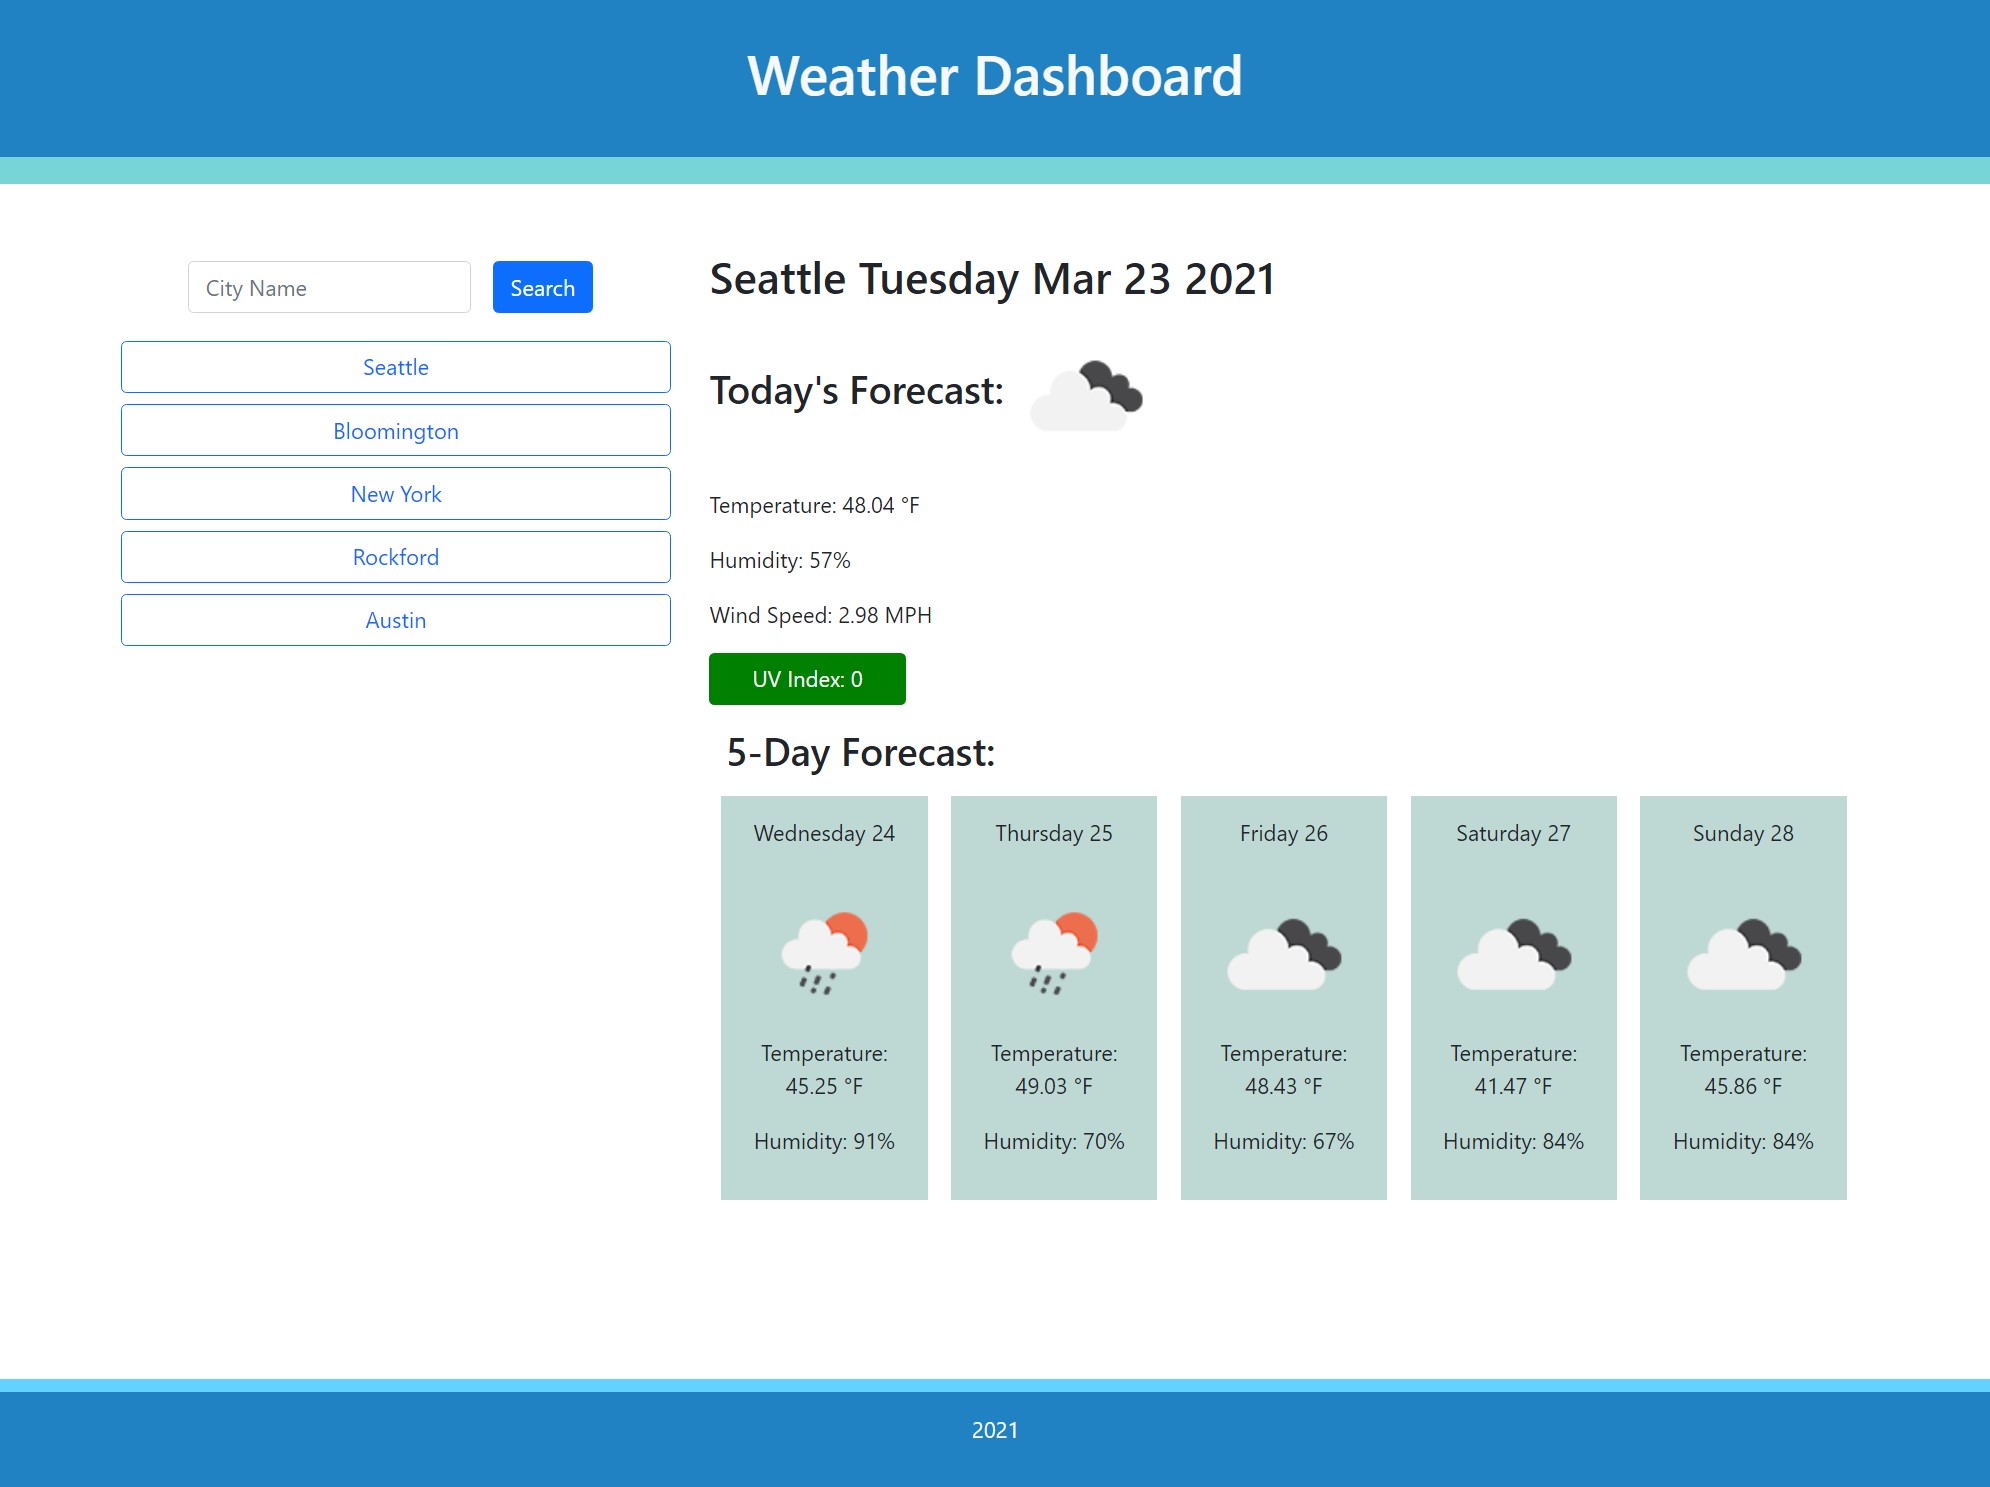 Weather Dashboard
City Name
Search
Seattle
Bloomington
New York
Rockford
Austin
Seattle Tuesday Mar 23 2021
Today's Forecast:
Temperature: 48.04 °F
Humidity: 57%
Wind Speed: 2.98 MPH
UV Index: 0
5-Day Forecast:
Wednesday 24
Temperature:
45.25 °F
Humidity: 91%
Thursday 25
Temperature:
49.03 °F
Humidity: 70%
Friday 26
Temperature:
48.43 °F
Humidity: 67%
Saturday 27
Temperature:
41.47 °F
Humidity: 84%
Sunday 28
Temperature:
45.86 °F
Humidity: 84%
2021